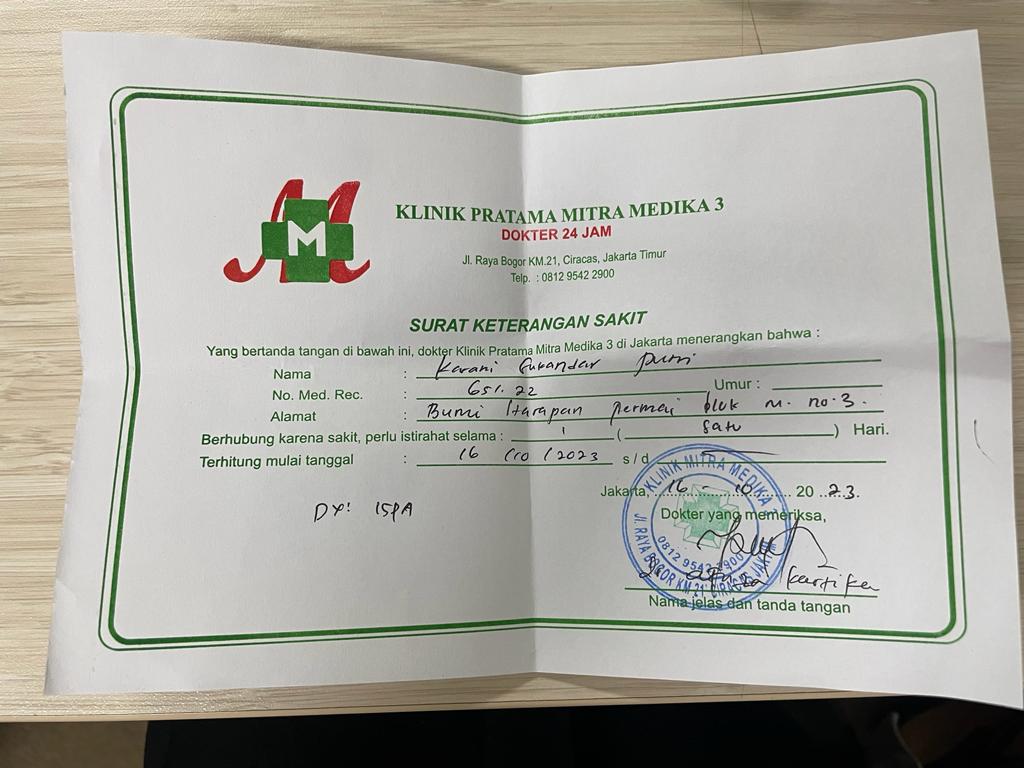 M
KLINIK PRATAMA MITRA MEDIKA 3
DOKTER 24 JAM
Jl. Raya Bogor KM.21, Ciracas, Jakarta Timur
Telp. : 0812 9542 2900
SURAT KETERANGAN SAKIT
Yang bertanda tangan di bawah ini, dokter Klinik Pratama Mitra Medika 3 di Jakarta menerangkan bahwa :
Nama :
No. Med. Rec. : 651.22 Umur :
Alamat : Bumi Harapan permai blok M. no.3.
Berhubung karena sakit, perlu istirahat selama : 1 ( Satu ) Hari.
Terhitung mulai tanggal : 16 /10 /2023 s/d
Jakarta, 16 - 10 20 23.
Dokter yang memeriksa,
DX: ISPA
KLINIK MITRA MEDIKA 3
0812 9542 2900
JL. RAYA BOGOR KM.21 CIRACAS JAKTIM
Kartika
Nama jelas dan tanda tangan